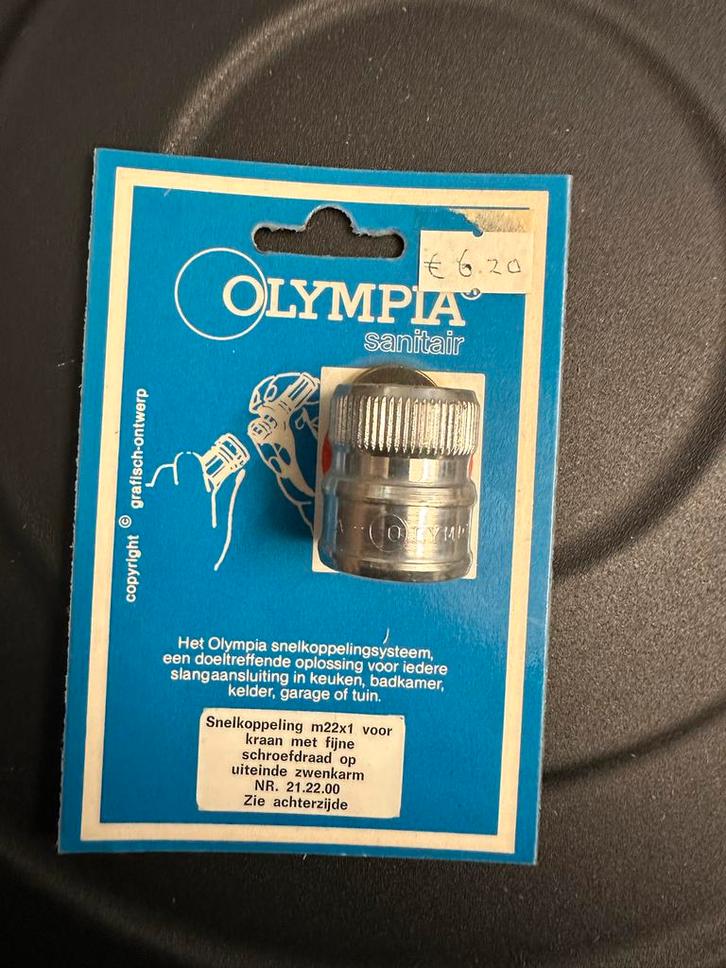 € 6.20
OLYMPIA
sanitair
copyright © grafisch-ontwerp
OLYMP
Het Olympia snelkoppelingsysteem,
een doeltreffende oplossing voor iedere
slangaansluiting in keuken, badkamer,
kelder, garage of tuin.
Snelkoppeling m22x1 voor
kraan met fijne
schroefdraad op
uiteinde zwenkarm
NR. 21.22.00
Zie achterzijde